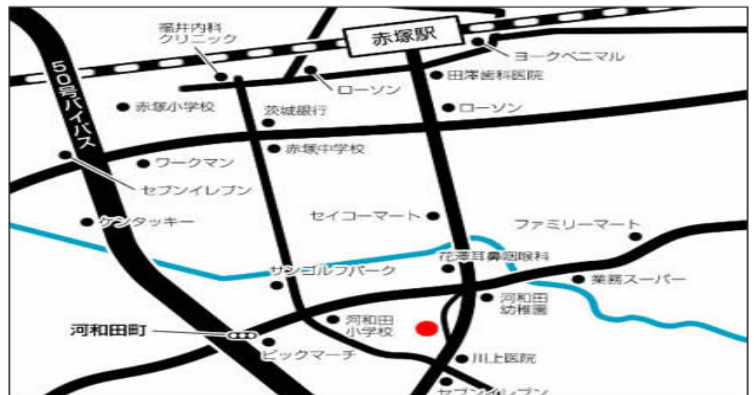 福井内科
クリニック
赤塚駅
ヨークベニマル
ローソン
田澤歯科医院
50号バイパス
赤塚小学校
茨城銀行
ローソン
赤塚中学校
ワークマン
セブンイレブン
ケンタッキー
セイコーマート
ファミリーマート
花澤耳鼻咽喉科
サンゴルフパーク
業務スーパー
河和田
幼稚園
河和田町
河和田
小学校
ビックマーチ
川上医院
セブンイレブン